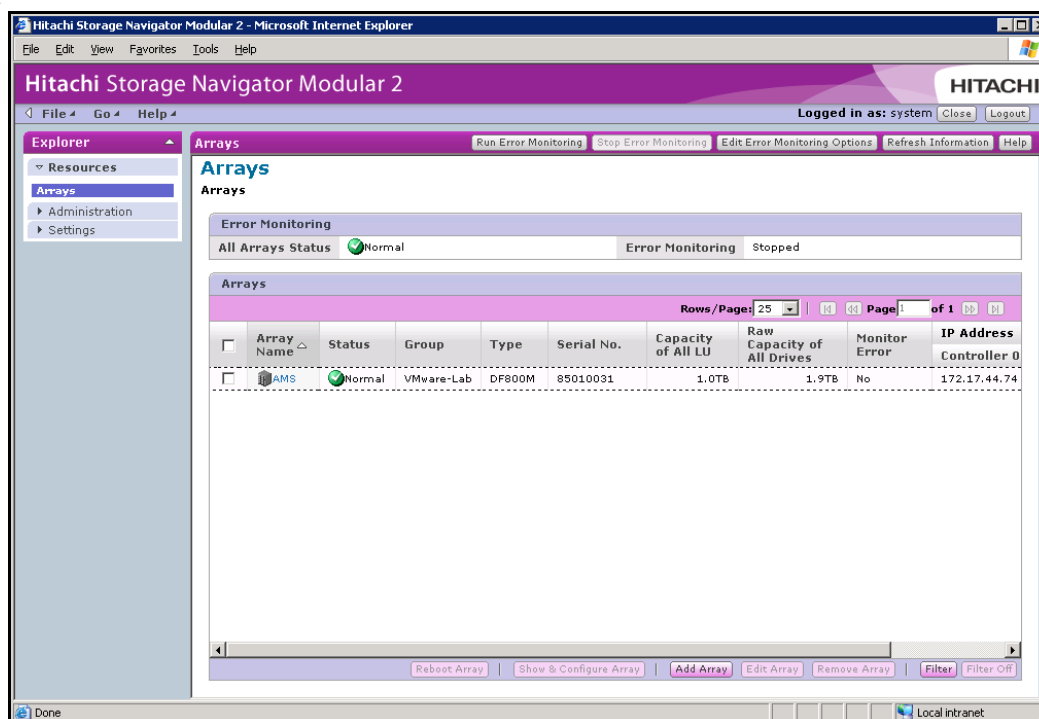 Hitachi Storage Navigator Modular 2 - Microsoft Internet Explorer
File Edit View Favorites Tools Help
Hitachi Storage Navigator Modular 2
HITACHI
File Go Help
Logged in as: system Close Logout
Explorer
Resources
Arrays
Administration
Settings
Arrays Run Error Monitoring Stop Error Monitoring Edit Error Monitoring Options Refresh Information Help
Arrays
Arrays
Error Monitoring
All Arrays Status Normal Error Monitoring Stopped
Arrays
Rows/Page: 25 Page 1 of 1
Array Name Status Group Type Serial No. Capacity of All LU Raw Capacity of All Drives Monitor Error IP Address
Controller 0
AMS Normal VMware-Lab DF800M 85010031 1.0TB 1.9TB No 172.17.44.74
Reboot Array Show & Configure Array Add Array Edit Array Remove Array Filter Filter Off
Done Local intranet